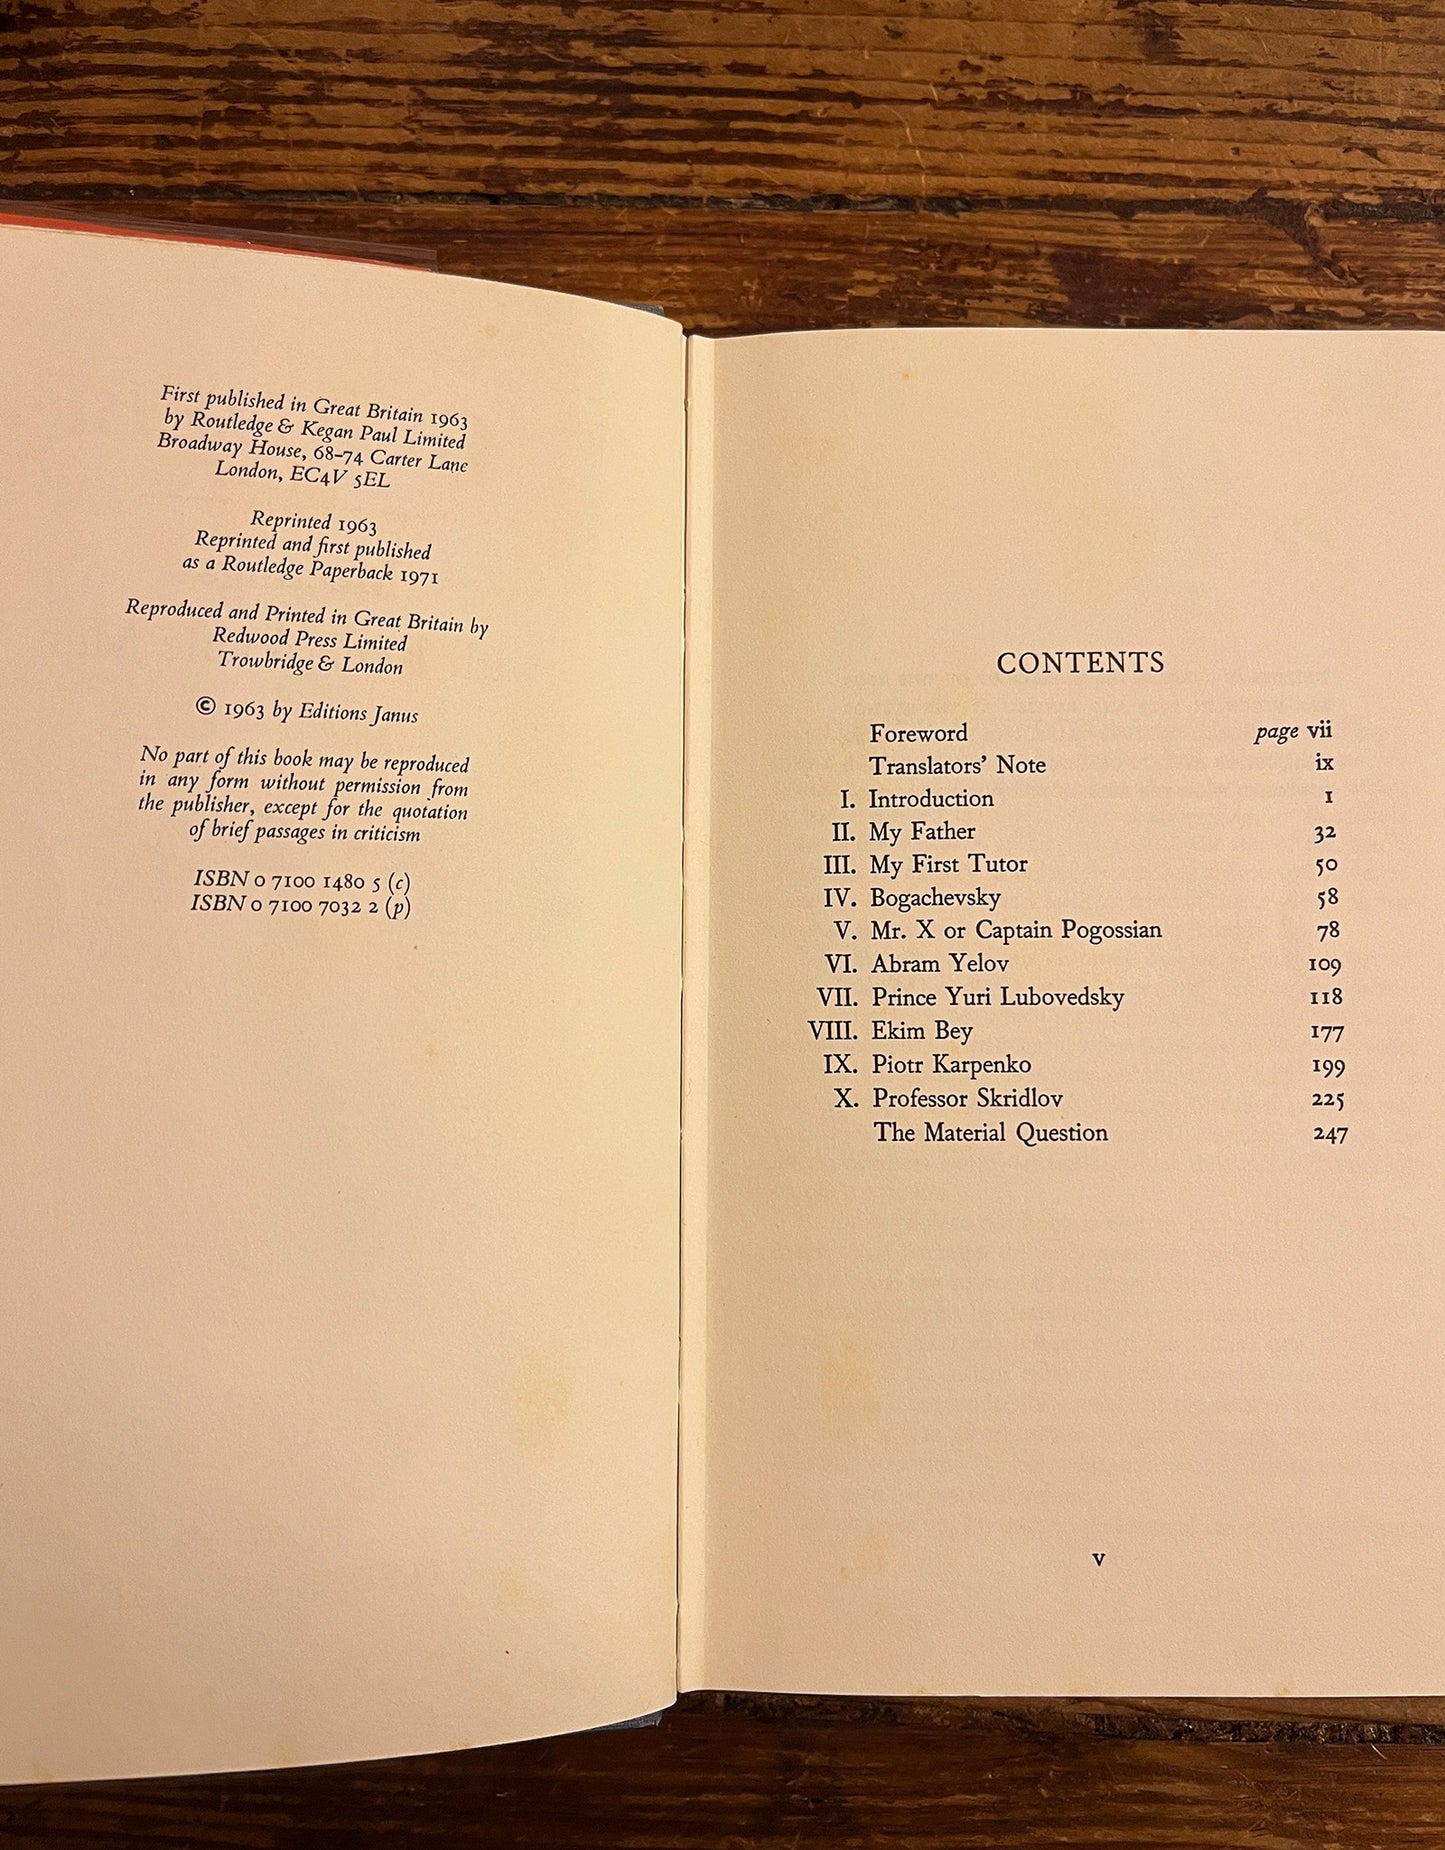 First published in Great Britain 1963
by Routledge & Kegan Paul Limited
Broadway House, 68–74 Carter Lane
London, EC4V 5EL
Reprinted 1963
Reprinted and first published
as a Routledge Paperback 1971
Reproduced and Printed in Great Britain by
Redwood Press Limited
Trowbridge & London
© 1963 by Editions Janus
No part of this book may be reproduced
in any form without permission from
the publisher, except for the quotation
of brief passages in criticism
ISBN 0 7100 1480 5 (c)
ISBN 0 7100 7032 2 (p)
CONTENTS
Foreword page vii
Translators' Note ix
I. Introduction 1
II. My Father 32
III. My First Tutor 50
IV. Bogachevsky 58
V. Mr. X or Captain Pogossian 78
VI. Abram Yelov 109
VII. Prince Yuri Lubovedsky 118
VIII. Ekim Bey 177
IX. Piotr Karpenko 199
X. Professor Skridlov 225
The Material Question 247
v